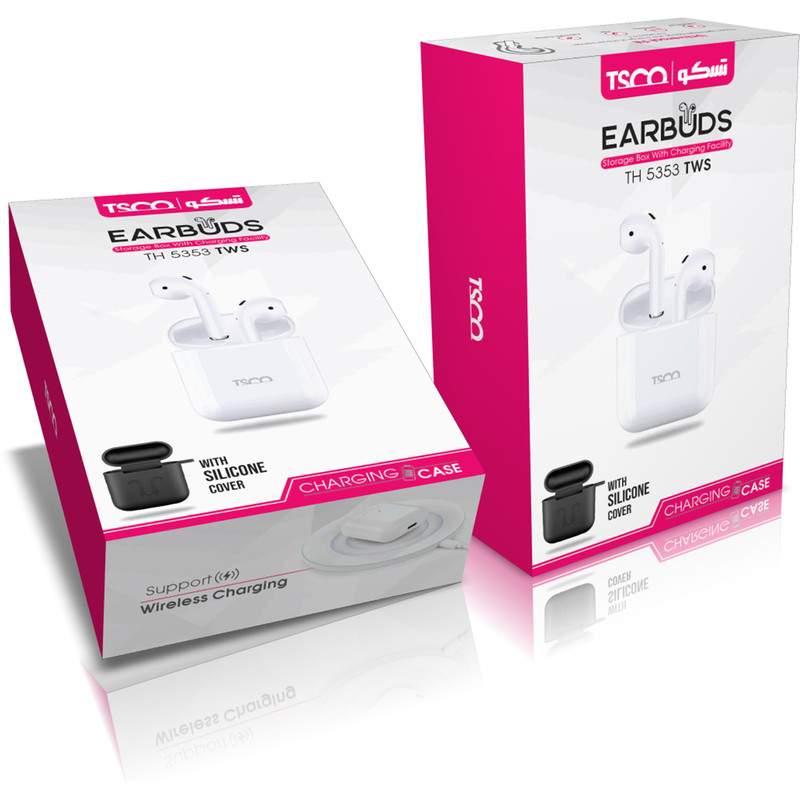 TSCO | تسکو
EARBUDS
Storage Box With Charging Facility
TH 5353 TWS
TSCO
TSCO
WITH
SILICONE
COVER
CHARGING CASE
Support
Wireless Charging
TSCO | تسکو
EARBUDS
Storage Box With Charging Facility
TH 5353 TWS
TSCO
TSCO
WITH
SILICONE
COVER
CHARGING CASE